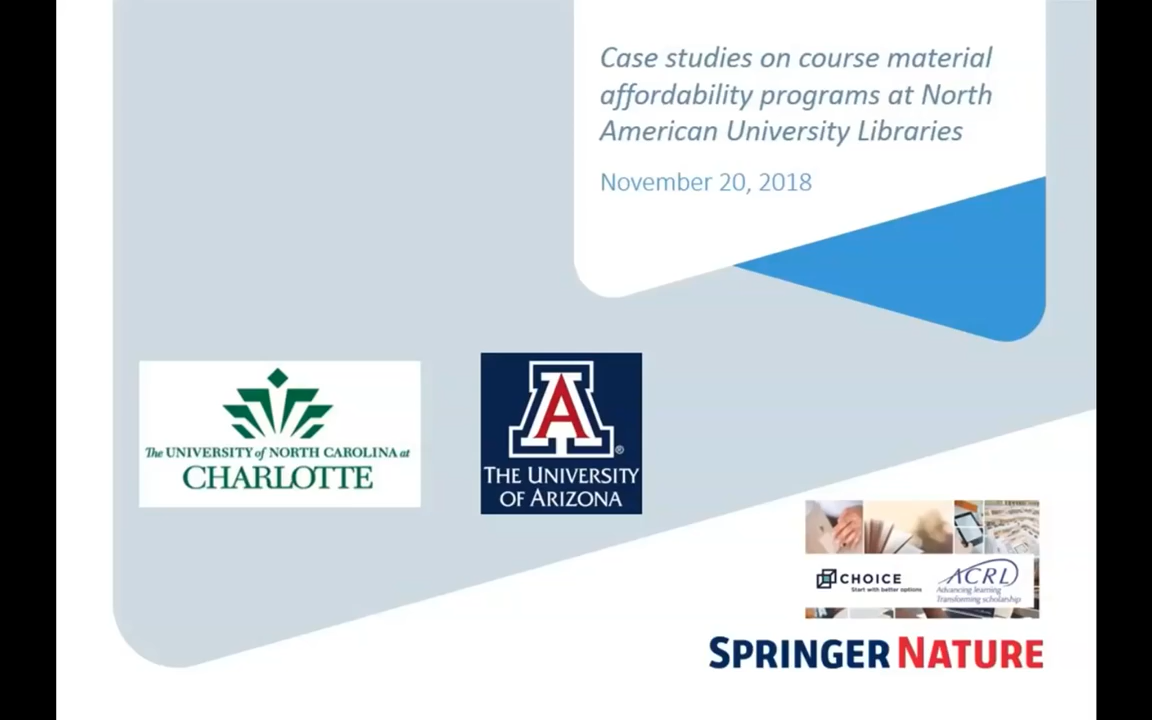 Case studies on course material
affordability programs at North
American University Libraries
November 20, 2018
The UNIVERSITY of NORTH CAROLINA at
CHARLOTTE
A
®
THE UNIVERSITY
OF ARIZONA
CHOICE
Start with better options
ACRL
Advancing learning
Transforming scholarship
SPRINGER NATURE